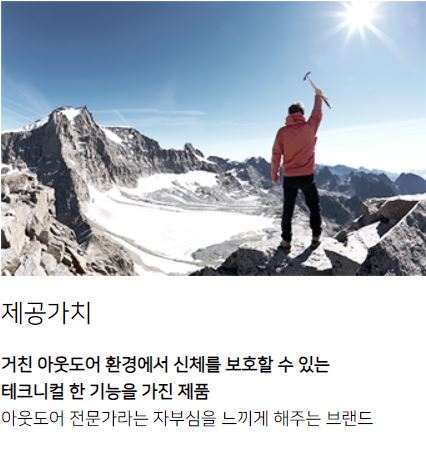 제공가치
거친 아웃도어 환경에서 신체를 보호할 수 있는
테크니컬 한 기능을 가진 제품
아웃도어 전문가라는 자부심을 느끼게 해주는 브랜드